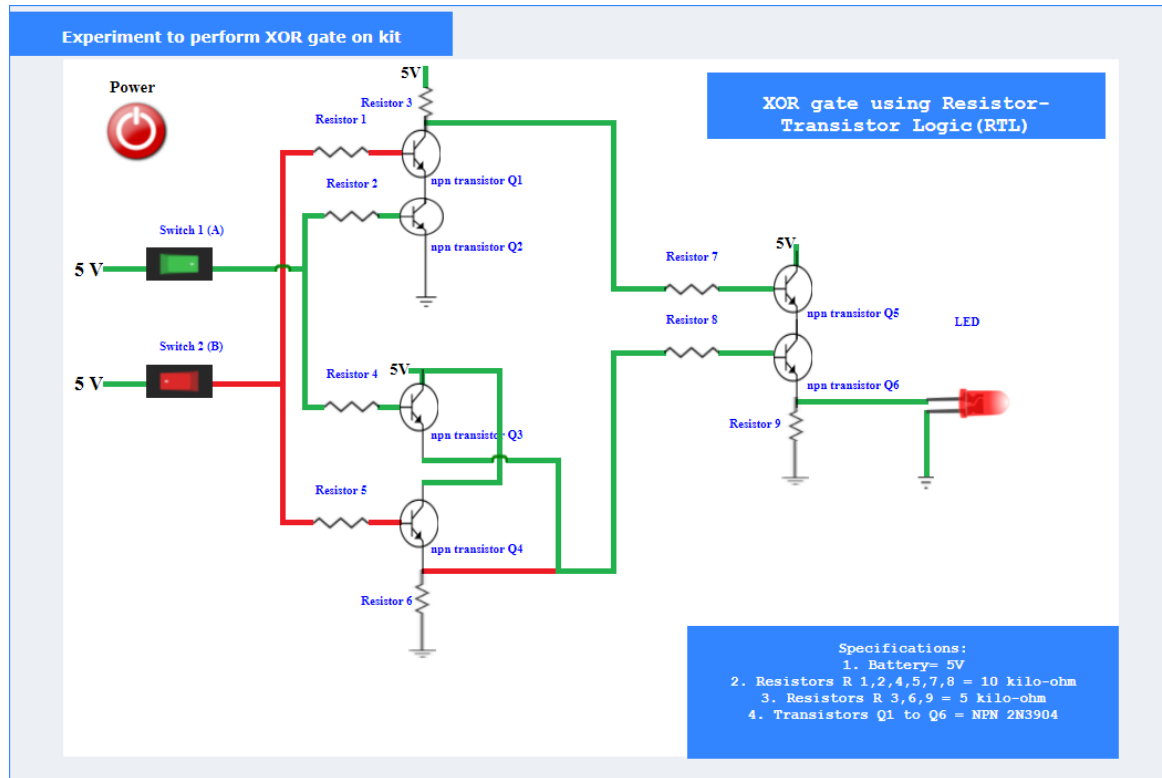 Experiment to perform XOR gate on kit
Power
5V
Resistor 3
Resistor 1
XOR gate using Resistor-
Transistor Logic(RTL)
npn transistor Q1
Resistor 2
Switch 1 (A)
npn transistor Q2
5 V
5V
Resistor 7
npn transistor Q5
Resistor 8
LED
Switch 2 (B)
5 V
5V
Resistor 4
npn transistor Q6
Resistor 9
npn transistor Q3
Resistor 5
npn transistor Q4
Resistor 6
Specifications:
1. Battery= 5V
2. Resistors R 1,2,4,5,7,8 = 10 kilo-ohm
3. Resistors R 3,6,9 = 5 kilo-ohm
4. Transistors Q1 to Q6 = NPN 2N3904